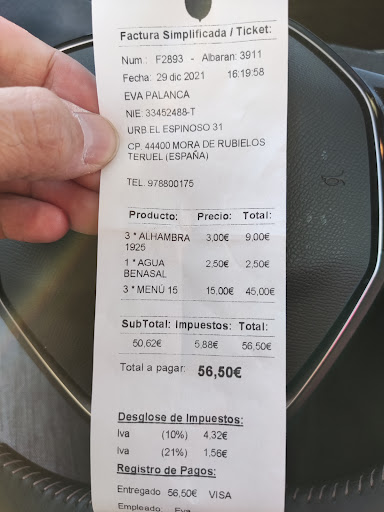 Factura Simplificada / Ticket:
Num : F2893 - Albaran: 3911
Fecha: 29 dic 2021 16:19:58
EVA PALANCA
NIE: 33452488-T
URB EL ESPINOSO 31
CP. 44400 MORA DE RUBIELOS
TERUEL (ESPAÑA)
TEL. 978800175
Producto: Precio: Total:
3 * ALHAMBRA 1925 3,00€ 9,00€
1 * AGUA BENASAL 2,50€ 2,50€
3 * MENÚ 15 15,00€ 45,00€
SubTotal: Impuestos: Total:
50,62€ 5,88€ 56,50€
Total a pagar: 56,50€
Desglose de Impuestos:
Iva (10%) 4,32€
Iva (21%) 1,56€
Registro de Pagos:
Entregado 56,50€ VISA
Empleado: Eva